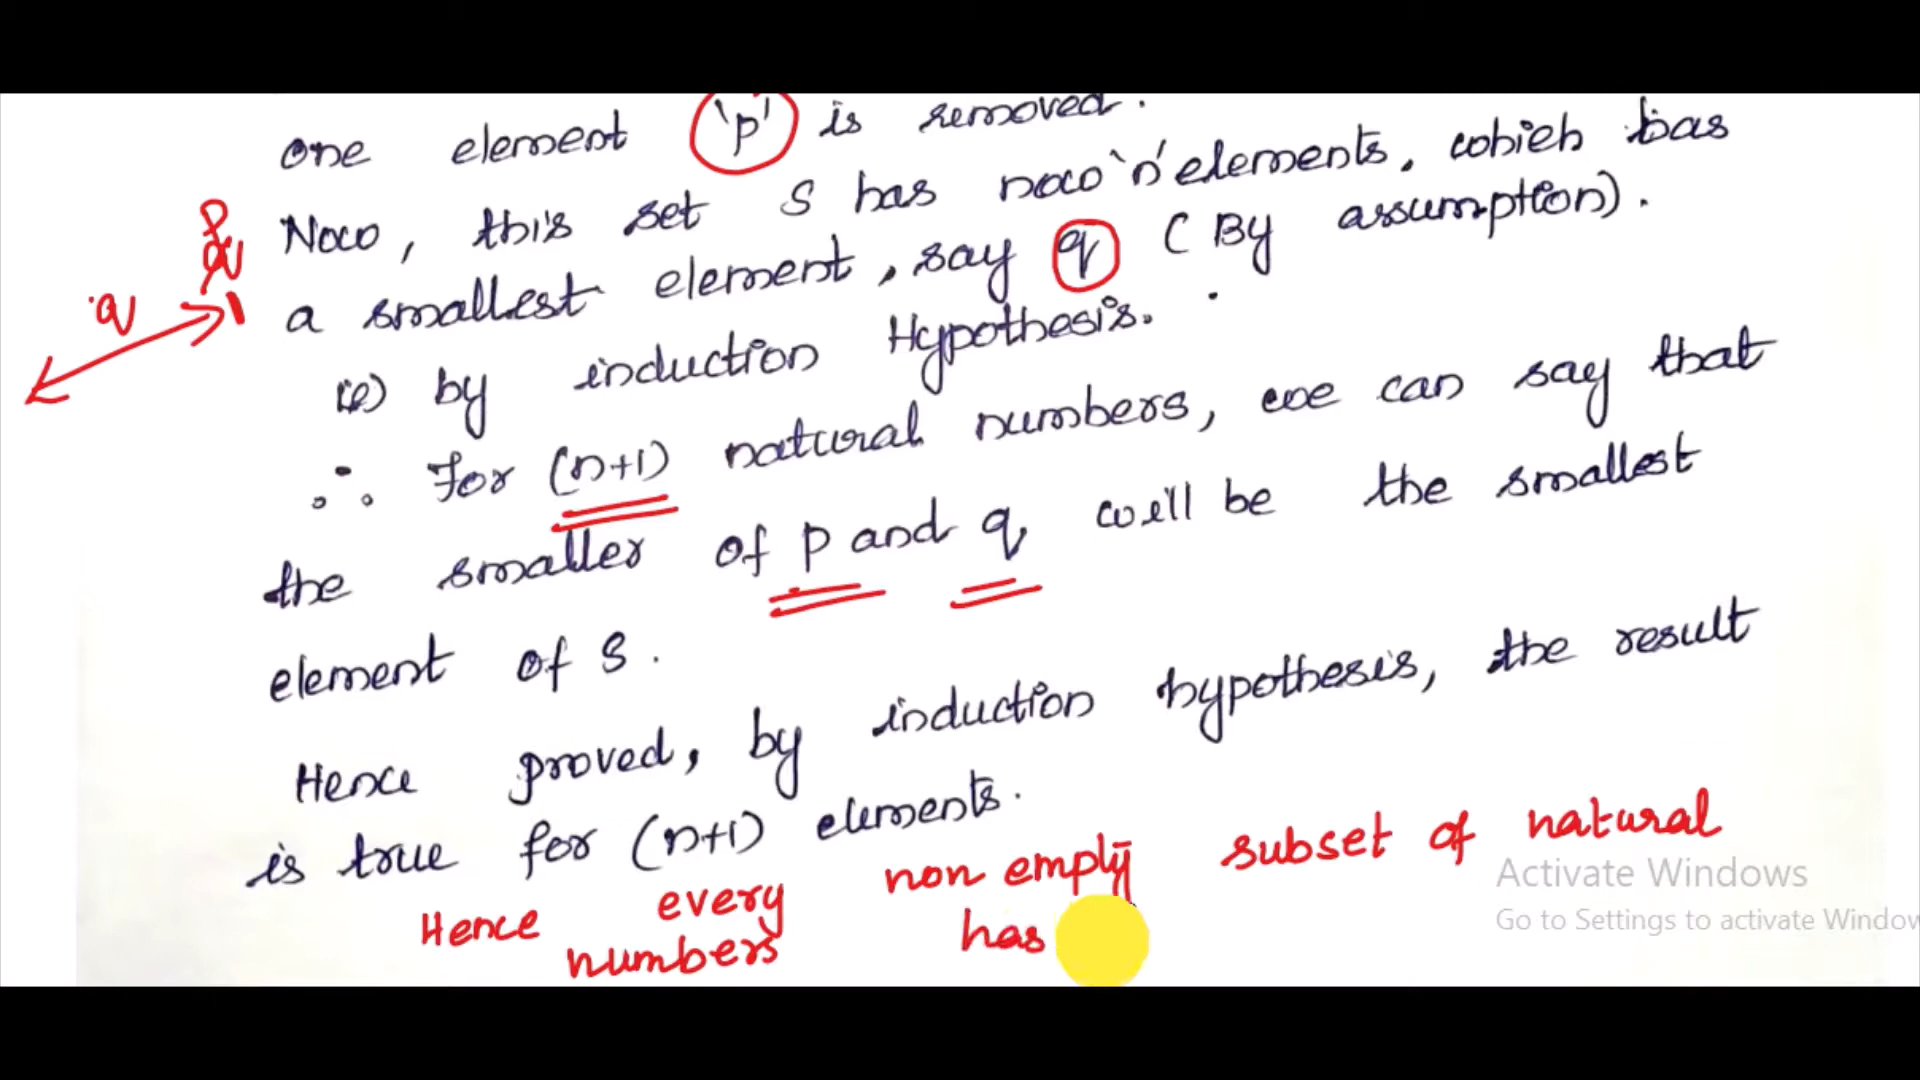 one element 'p' is removed.
Now, this set S has now 'n' elements, which has
a smallest element, say q (By assumption).
(ie) by induction Hypothesis.
∴ For (n+1) natural numbers, we can say that
the smaller of p and q will be the smallest
element of S.
Hence proved, by induction hypothesis, the result
is true for (n+1) elements.
Hence every non empty subset of natural
numbers has
q
Activate Windows
Go to Settings to activate Window